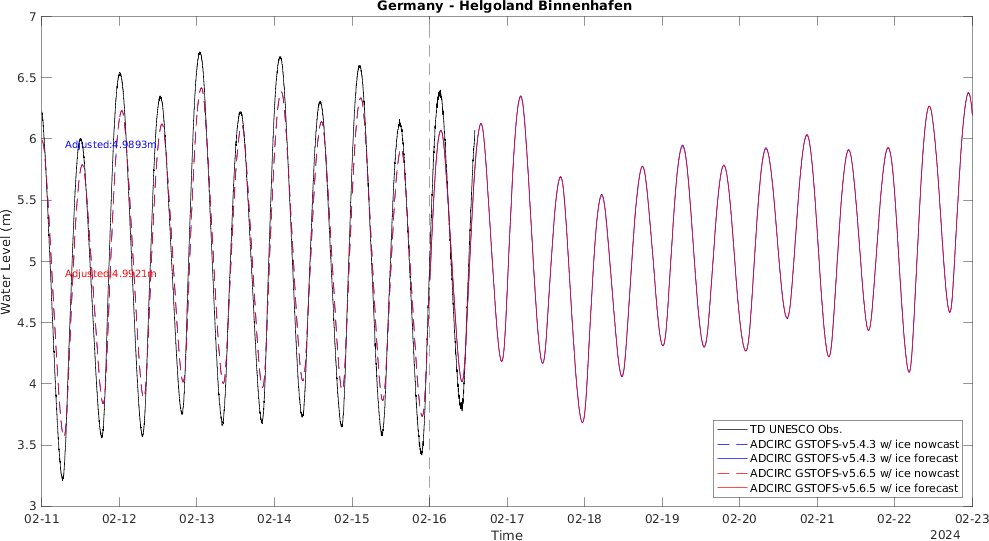 Germany - Helgoland Binnenhafen
7
6.5
6
5.5
5
4.5
4
3.5
3
Water Level (m)
Adjusted:4.9893m
Adjusted:4.9921m
TD UNESCO Obs.
ADCIRC GSTOFS-v5.4.3 w/ ice nowcast
ADCIRC GSTOFS-v5.4.3 w/ ice forecast
ADCIRC GSTOFS-v5.6.5 w/ ice nowcast
ADCIRC GSTOFS-v5.6.5 w/ ice forecast
02-11 02-12 02-13 02-14 02-15 02-16 02-17 02-18 02-19 02-20 02-21 02-22 02-23
Time
2024